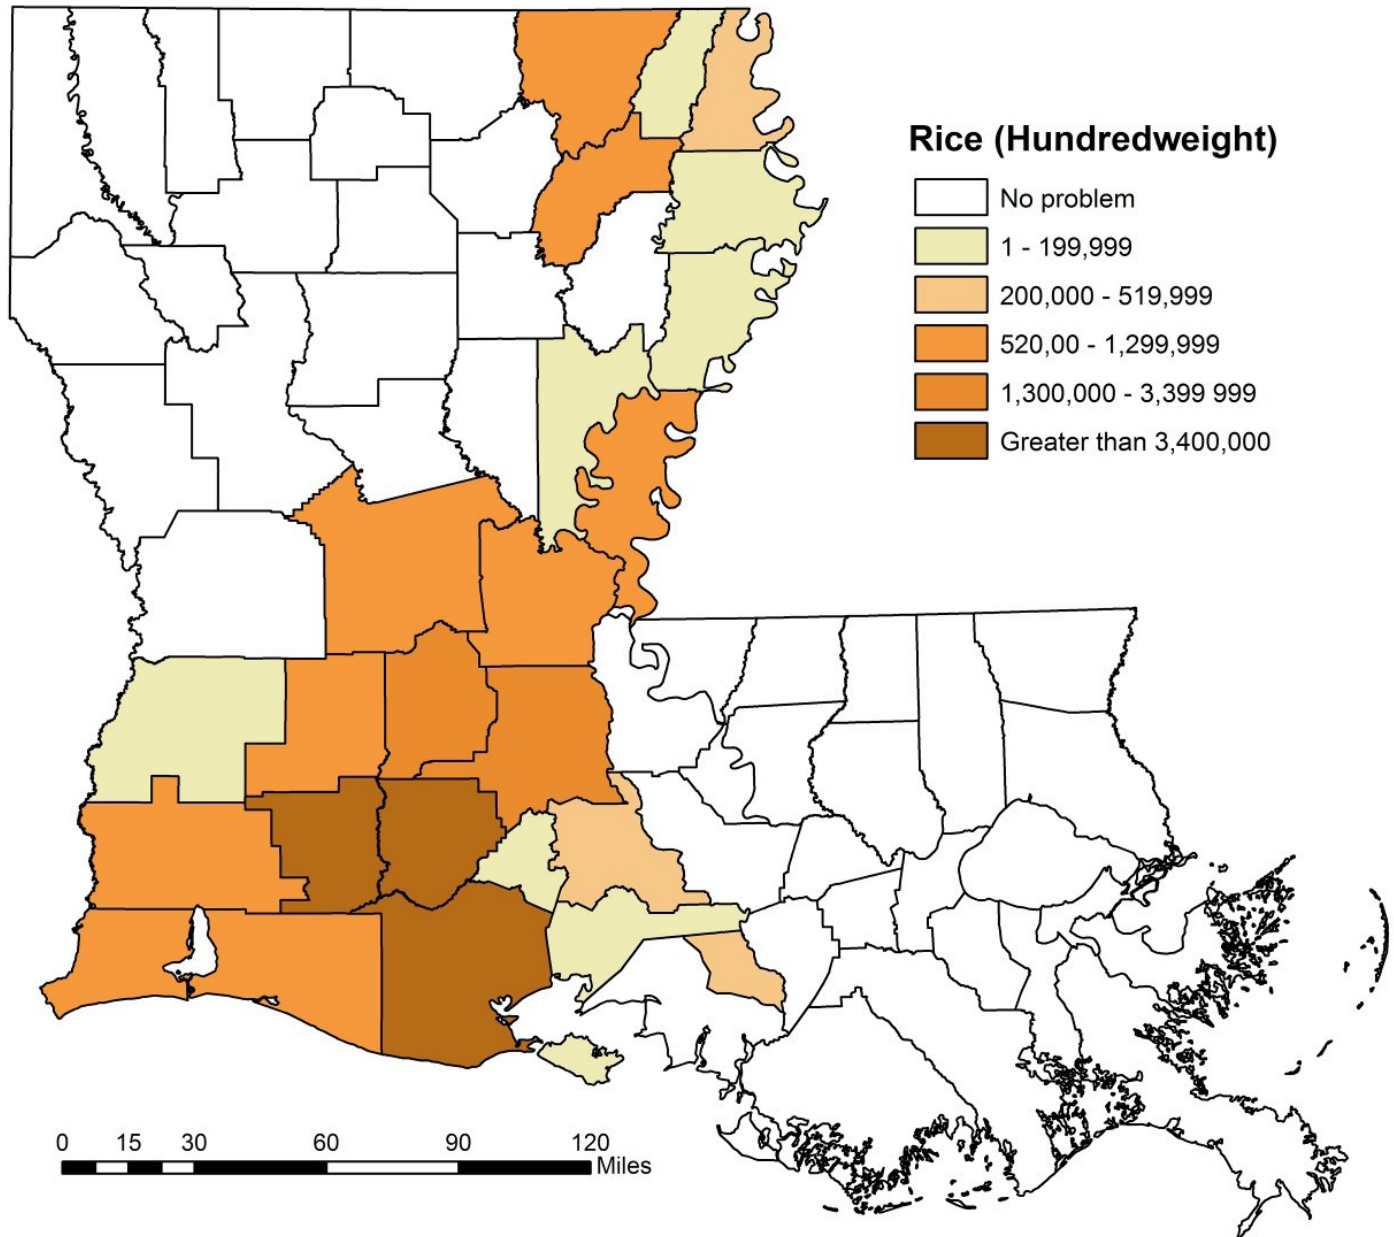 Rice (Hundredweight)
No problem
1 - 199,999
200,000 - 519,999
520,00 - 1,299,999
1,300,000 - 3,399 999
Greater than 3,400,000
0 15 30 60 90 120
Miles